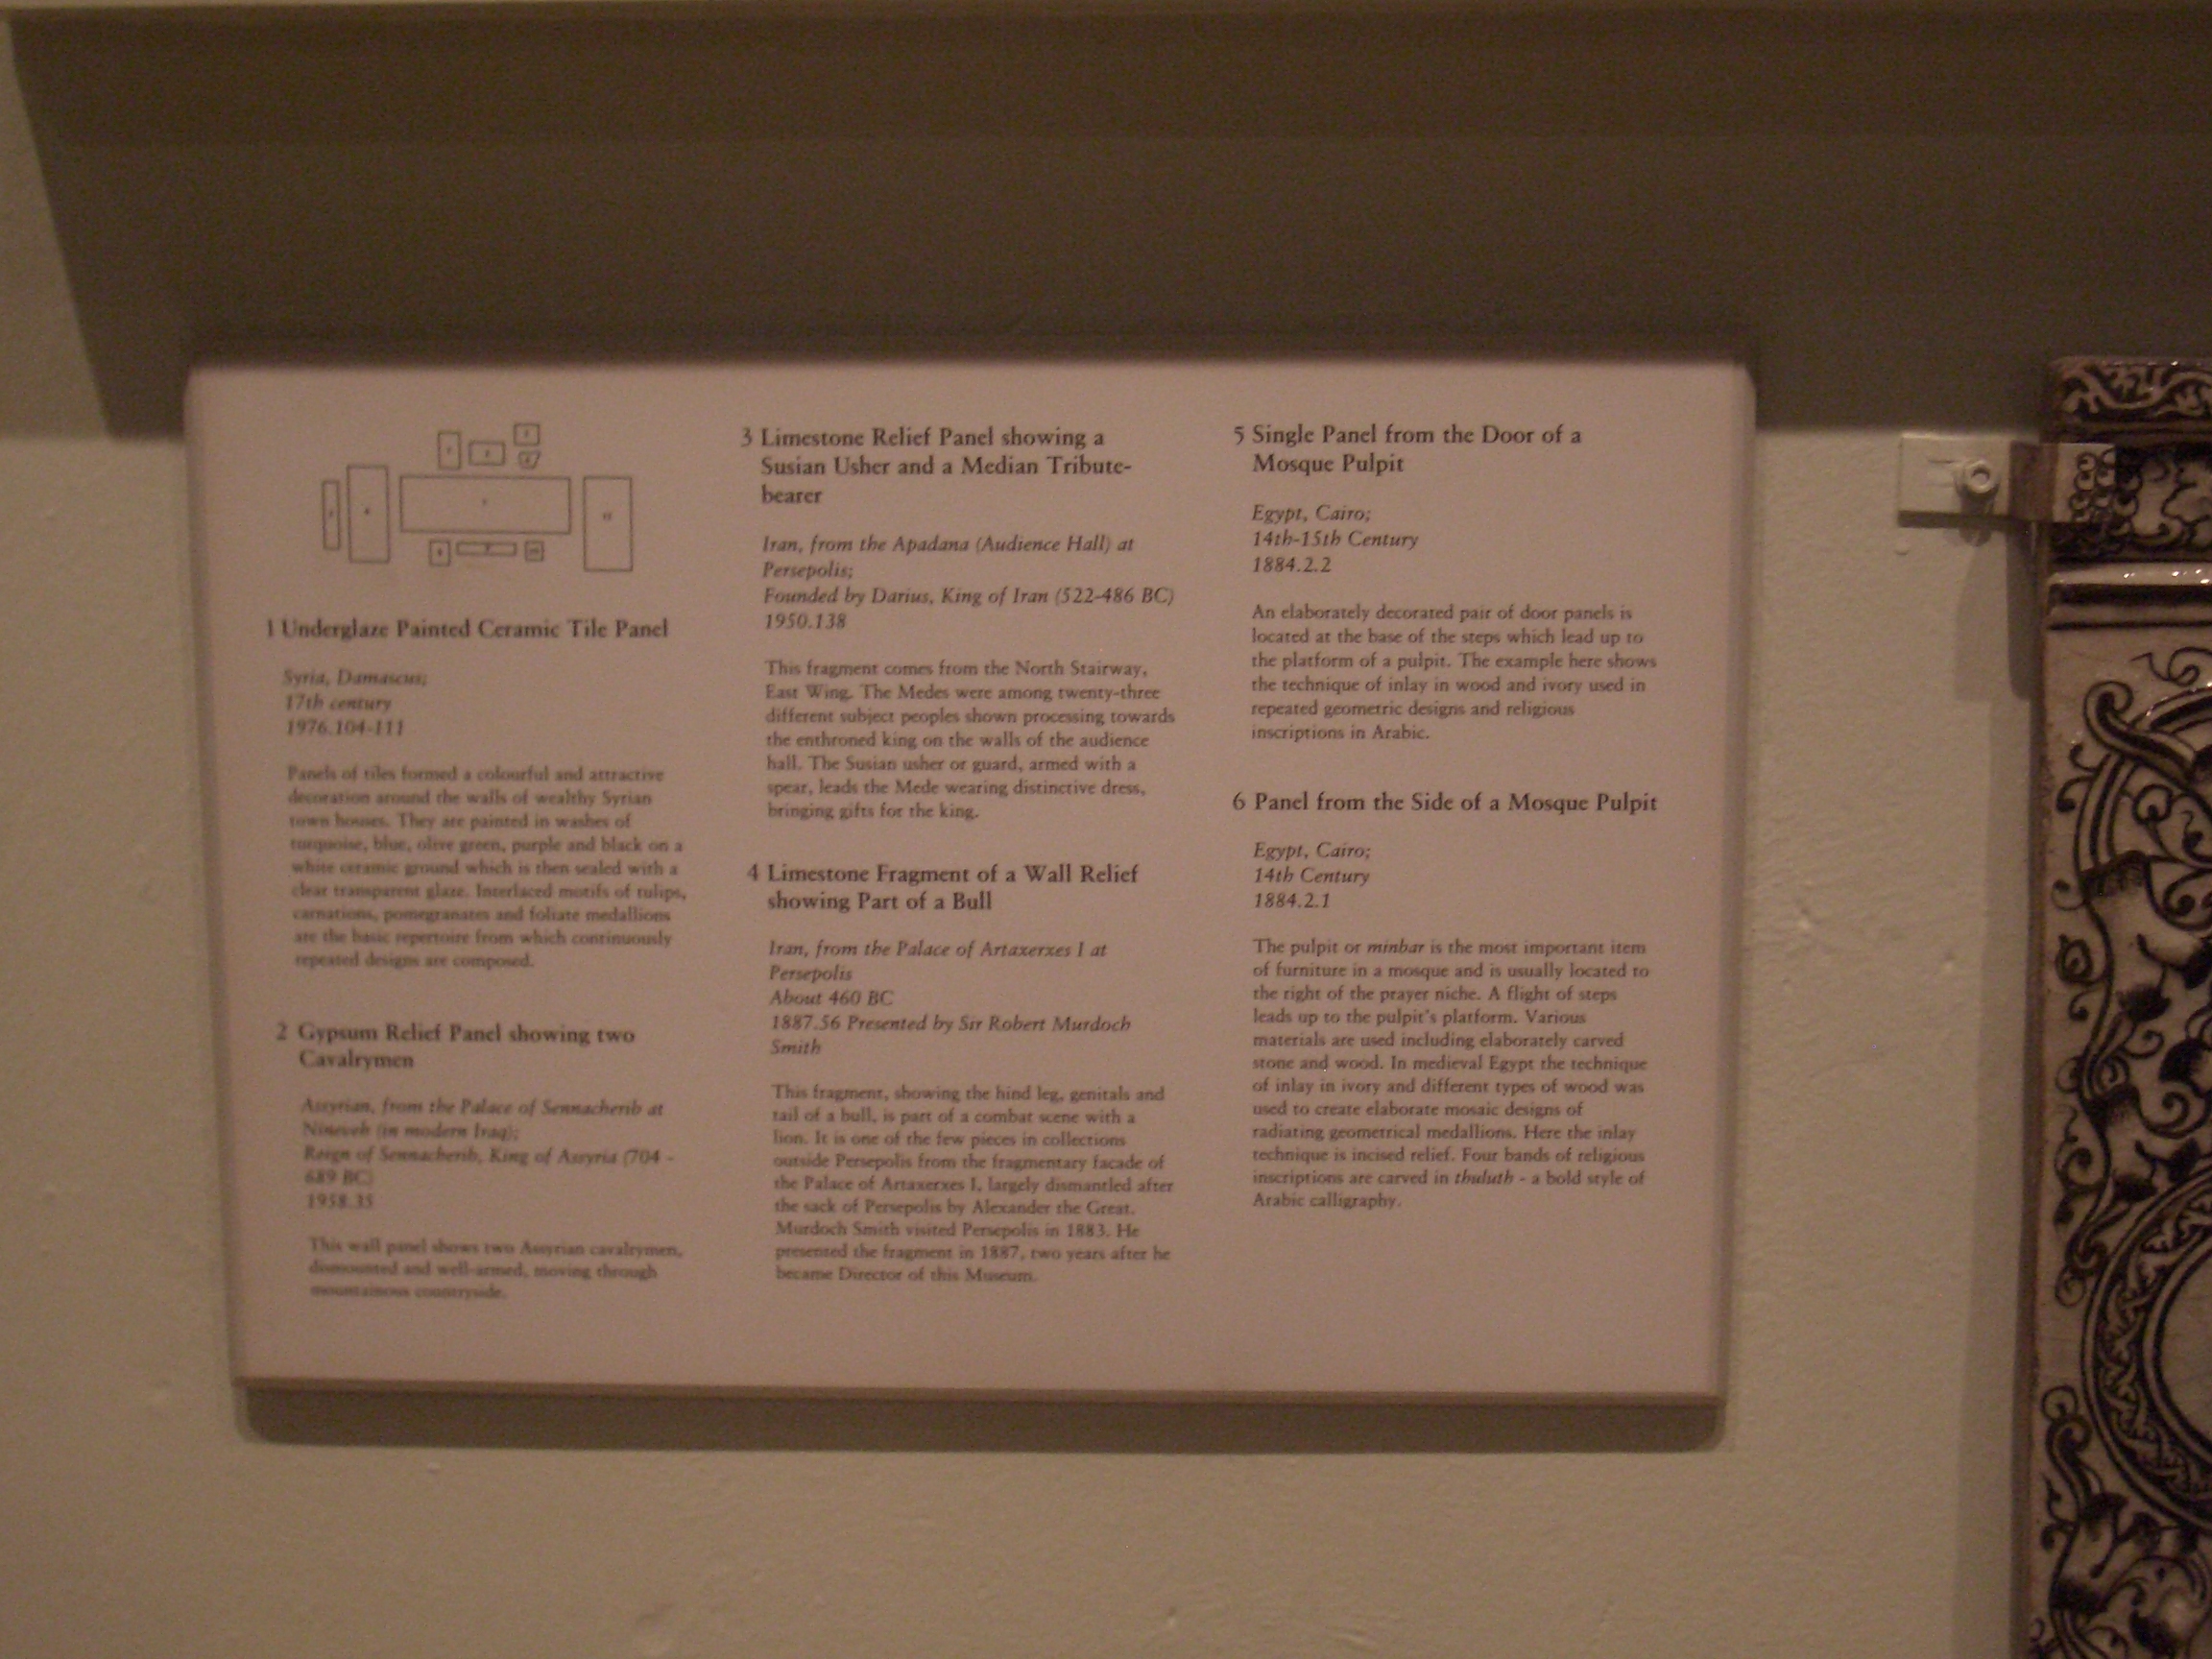 1 Underglaze Painted Ceramic Tile Panel
Syria, Damascus;
17th century
1976.104-111
Panels of tiles formed a colourful and attractive
decoration around the walls of wealthy Syrian
town houses. They are painted in washes of
turquoise, blue, olive green, purple and black on a
white ceramic ground which is then sealed with a
clear transparent glaze. Interlaced motifs of tulips,
carnations, pomegranates and foliate medallions
are the basic repertoire from which continuously
repeated designs are composed.
2 Gypsum Relief Panel showing two
Cavalrymen
Assyrian, from the Palace of Sennacherib at
Nineveh (in modern Iraq);
Reign of Sennacherib, King of Assyria (704 -
689 BC)
1958.35
This wall panel shows two Assyrian cavalrymen,
dismounted and well-armed, moving through
mountainous countryside.
3 Limestone Relief Panel showing a
Susian Usher and a Median Tribute-
bearer
Iran, from the Apadana (Audience Hall) at
Persepolis;
Founded by Darius, King of Iran (522-486 BC)
1950.138
This fragment comes from the North Stairway,
East Wing. The Medes were among twenty-three
different subject peoples shown processing towards
the enthroned king on the walls of the audience
hall. The Susian usher or guard, armed with a
spear, leads the Mede wearing distinctive dress,
bringing gifts for the king.
4 Limestone Fragment of a Wall Relief
showing Part of a Bull
Iran, from the Palace of Artaxerxes I at
Persepolis
About 460 BC
1887.56 Presented by Sir Robert Murdoch
Smith
This fragment, showing the hind leg, genitals and
tail of a bull, is part of a combat scene with a
lion. It is one of the few pieces in collections
outside Persepolis from the fragmentary facade of
the Palace of Artaxerxes I, largely dismantled after
the sack of Persepolis by Alexander the Great.
Murdoch Smith visited Persepolis in 1883. He
presented the fragment in 1887, two years after he
became Director of this Museum.
5 Single Panel from the Door of a
Mosque Pulpit
Egypt, Cairo;
14th-15th Century
1884.2.2
An elaborately decorated pair of door panels is
located at the base of the steps which lead up to
the platform of a pulpit. The example here shows
the technique of inlay in wood and ivory used in
repeated geometric designs and religious
inscriptions in Arabic.
6 Panel from the Side of a Mosque Pulpit
Egypt, Cairo;
14th Century
1884.2.1
The pulpit or minbar is the most important item
of furniture in a mosque and is usually located to
the right of the prayer niche. A flight of steps
leads up to the pulpit's platform. Various
materials are used including elaborately carved
stone and wood. In medieval Egypt the technique
of inlay in ivory and different types of wood was
used to create elaborate mosaic designs of
radiating geometrical medallions. Here the inlay
technique is incised relief. Four bands of religious
inscriptions are carved in thuluth - a bold style of
Arabic calligraphy.